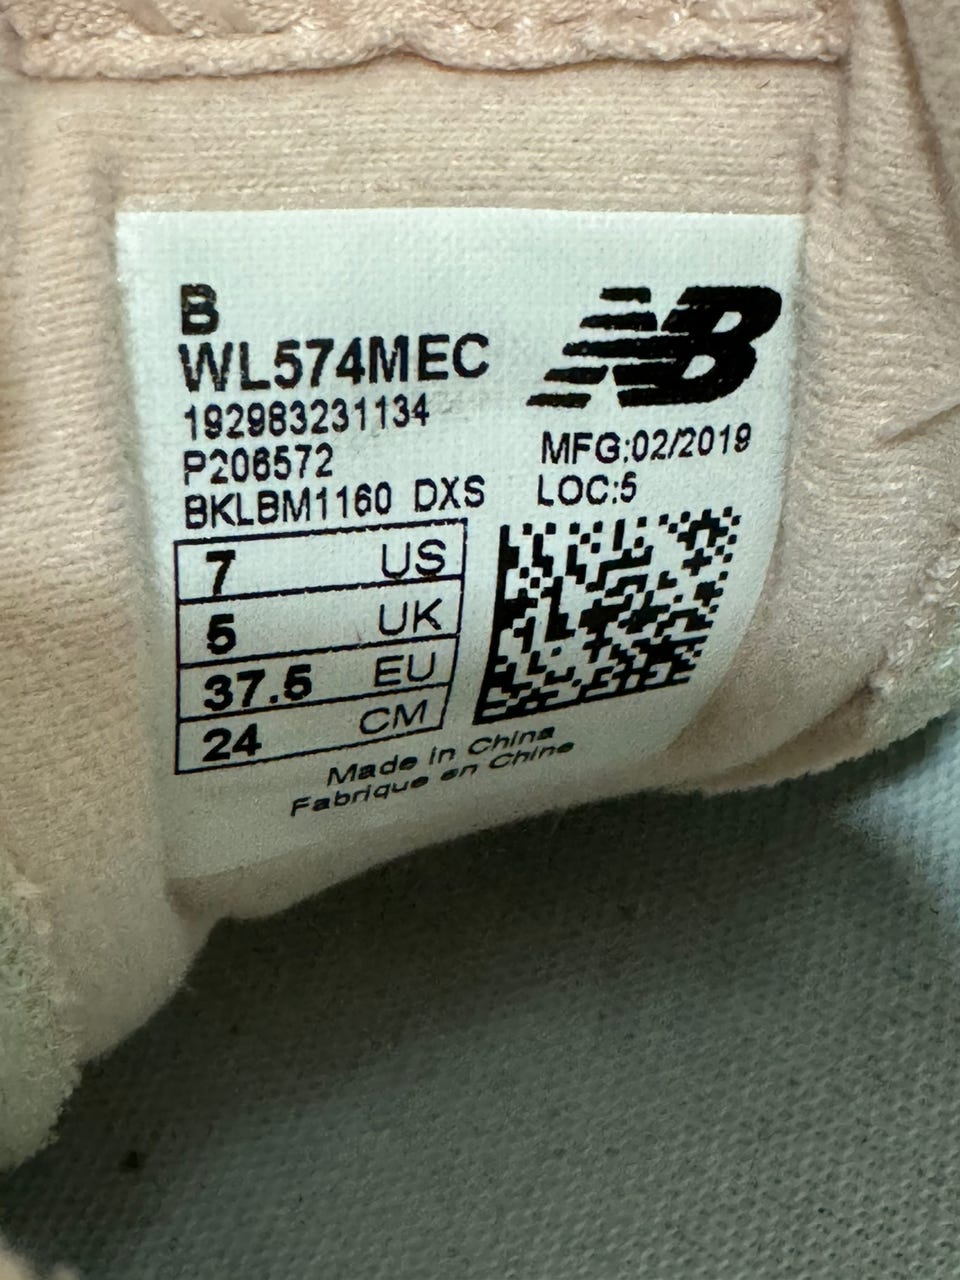 B
WL574MEC
192983231134
P206572
BKLBM1160 DXS
NB
MFG:02/2019
LOC:5
7 US
5 UK
37.5 EU
24 CM
Made in China
Fabrique en Chine